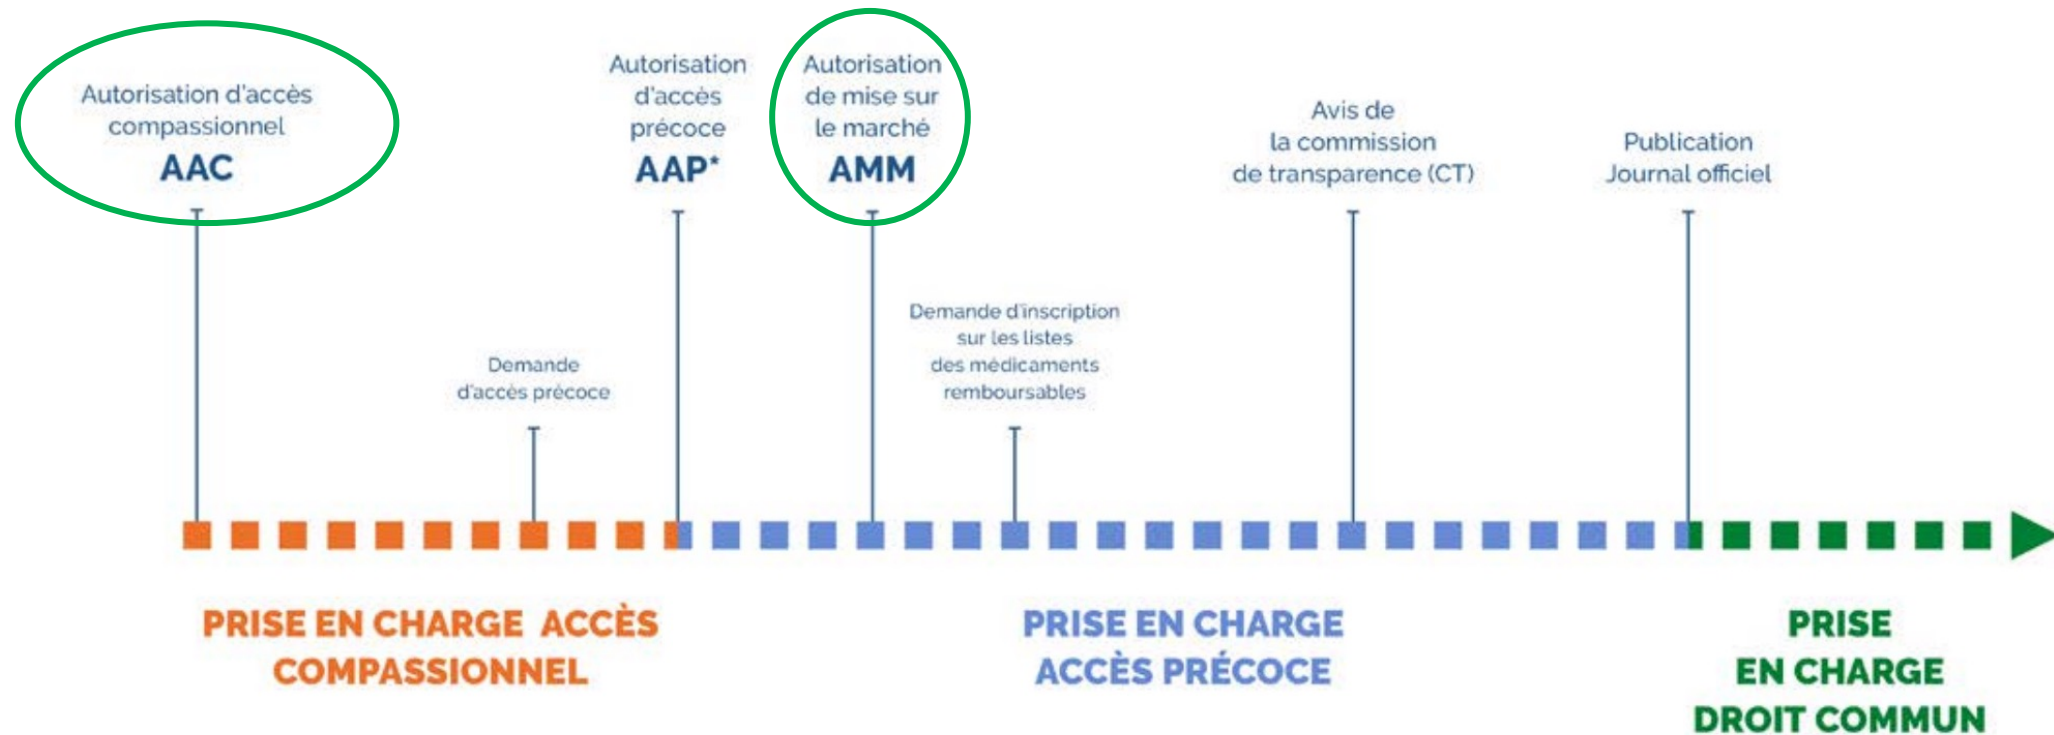 Autorisation d'accès
compassionnel
AAC
Autorisation
d'accès
précoce
AAP*
Autorisation
de mise sur
le marché
AMM
Avis de
la commission
de transparence (CT)
Publication
Journal officiel
Demande
d'accès précoce
Demande d'inscription
sur les listes
des médicaments
remboursables
PRISE EN CHARGE ACCÈS
COMPASSIONNEL
PRISE EN CHARGE
ACCÈS PRÉCOCE
PRISE
EN CHARGE
DROIT COMMUN